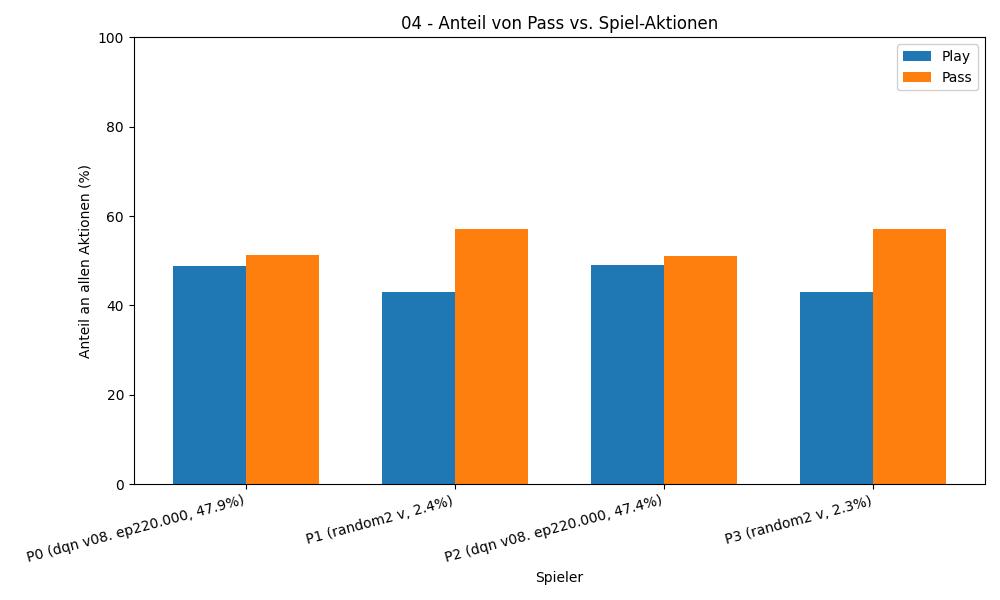 04 - Anteil von Pass vs. Spiel-Aktionen
Play
Pass
Anteil an allen Aktionen (%)
100
80
60
40
20
0
P0 (dqn v08. ep220.000, 47.9%)
P1 (random2 v, 2.4%)
P2 (dqn v08. ep220.000, 47.4%)
P3 (random2 v, 2.3%)
Spieler